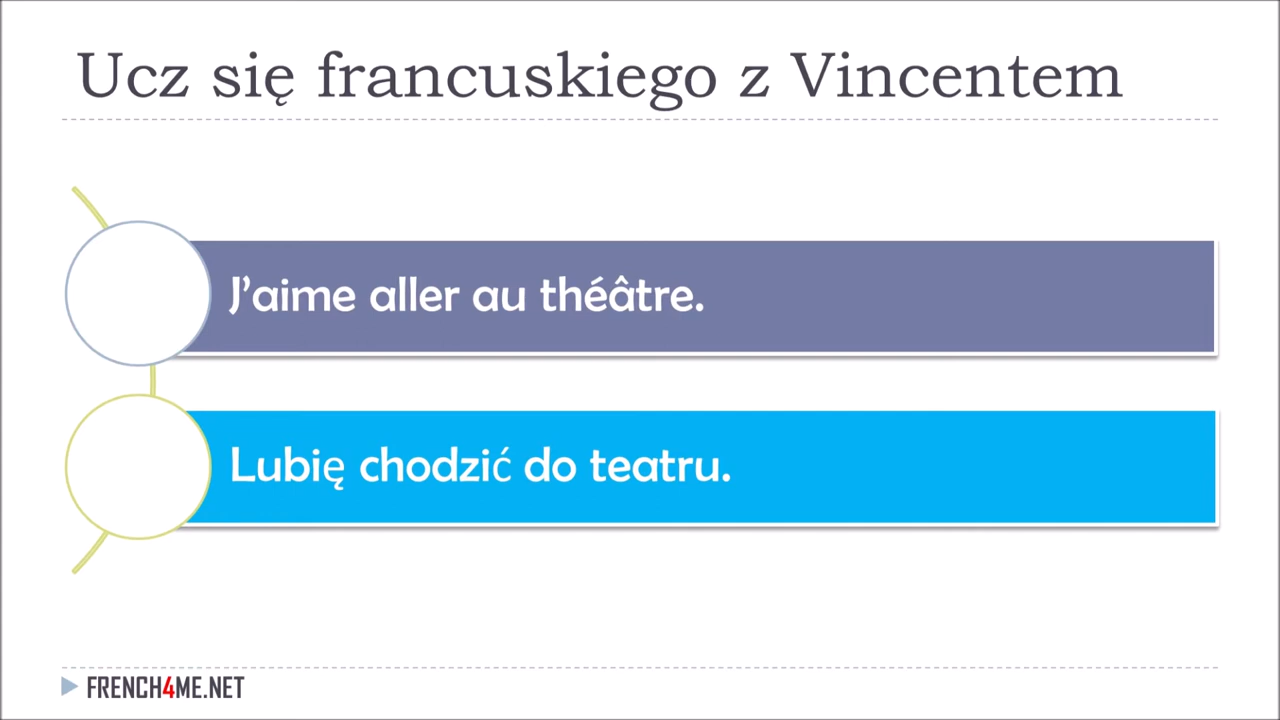 Ucz się francuskiego z Vincentem
J’aime aller au théâtre.
Lubię chodzić do teatru.
FRENCH4ME.NET